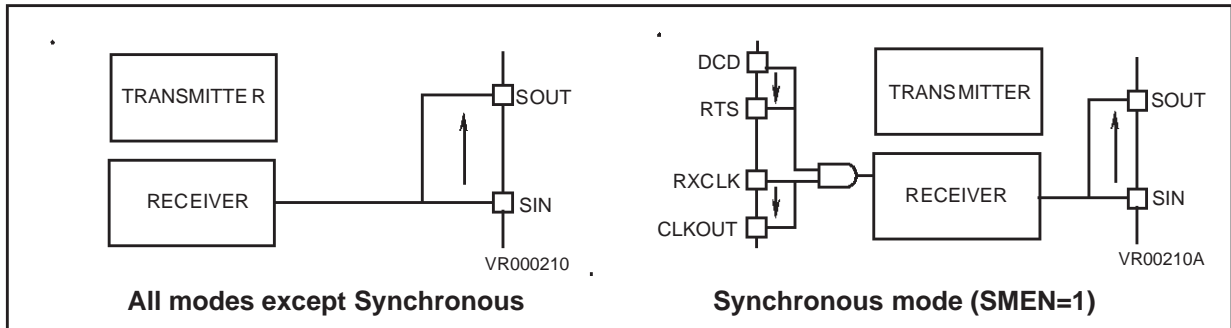 TRANSMITTER
RECEIVER
SOUT
SIN
VR000210
All modes except Synchronous
DCD
RTS
RXCLK
CLKOUT
TRANSMITTER
RECEIVER
SOUT
SIN
VR00210A
Synchronous mode (SMEN=1)